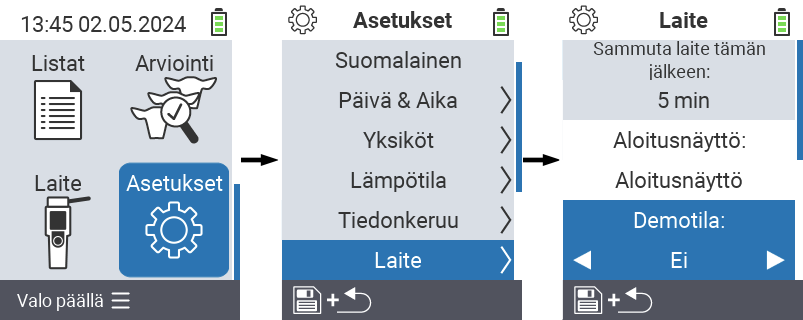 13:45 02.05.2024
Listat
Arviointi
Laite
Asetukset
Valo päällä
Asetukset
Suomalainen
Päivä & Aika
Yksiköt
Lämpötila
Tiedonkeruu
Laite
+
Laite
Sammuta laite tämän
jälkeen:
5 min
Aloitusnäyttö:
Aloitusnäyttö
Demotila:
Ei
+